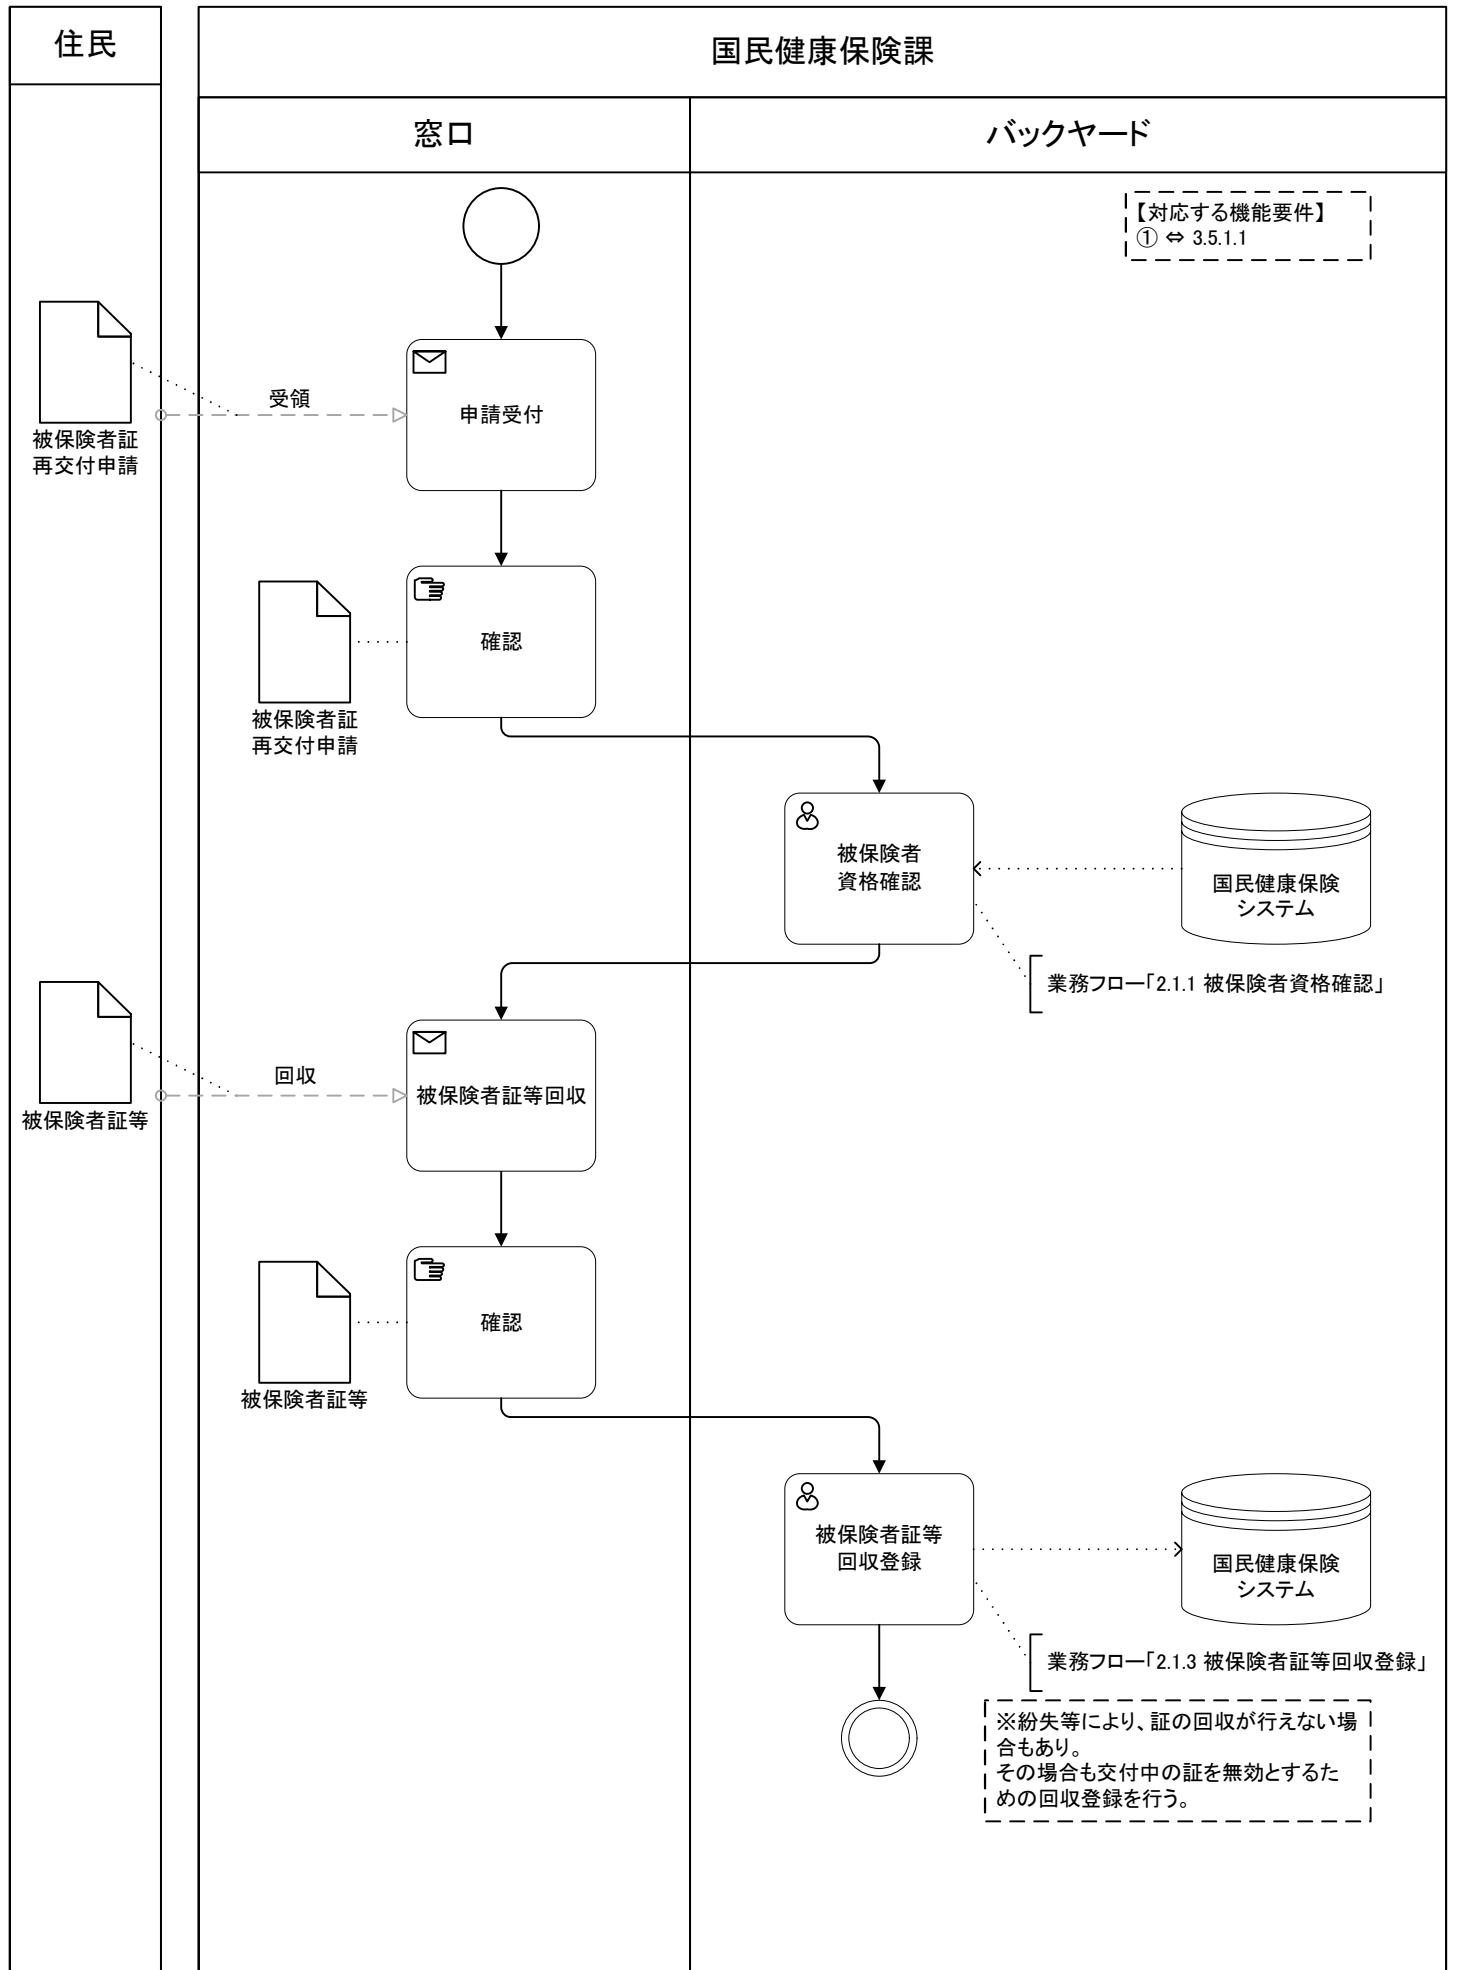 住民
国民健康保険課
窓口
バックヤード
【対応する機能要件】
① ⇔ 3.5.1.1
受領
申請受付
被保険者証
再交付申請
確認
被保険者証
再交付申請
被保険者
資格確認
国民健康保険
システム
業務フロー「2.1.1 被保険者資格確認」
回収
被保険者証等回収
被保険者証等
確認
被保険者証等
被保険者証等
回収登録
国民健康保険
システム
業務フロー「2.1.3 被保険者証等回収登録」
※紛失等により、証の回収が行えない場
合もあり。
その場合も交付中の証を無効とするた
めの回収登録を行う。